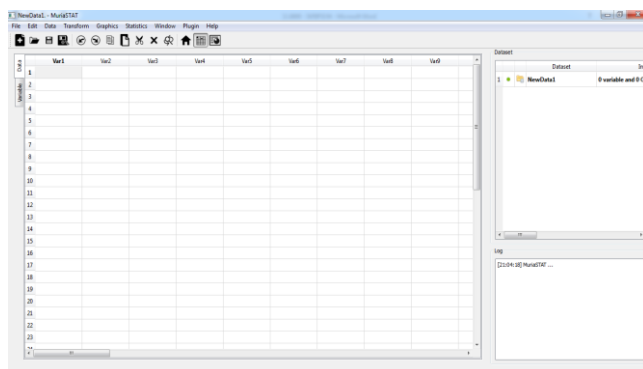 NewData1. - MuriaSTAT
File Edit Data Transform Graphics Statistics Window Plugin Help
Dataset
Data
Variable
Var1 Var2 Var3 Var4 Var5 Var6 Var7 Var8 Var9
1
2
3
4
5
6
7
8
9
10
11
12
13
14
15
16
17
18
19
20
21
22
23
Dataset
1 NewData1 0 variable and 0
Log
[21:04:18] MuriaSTAT ...